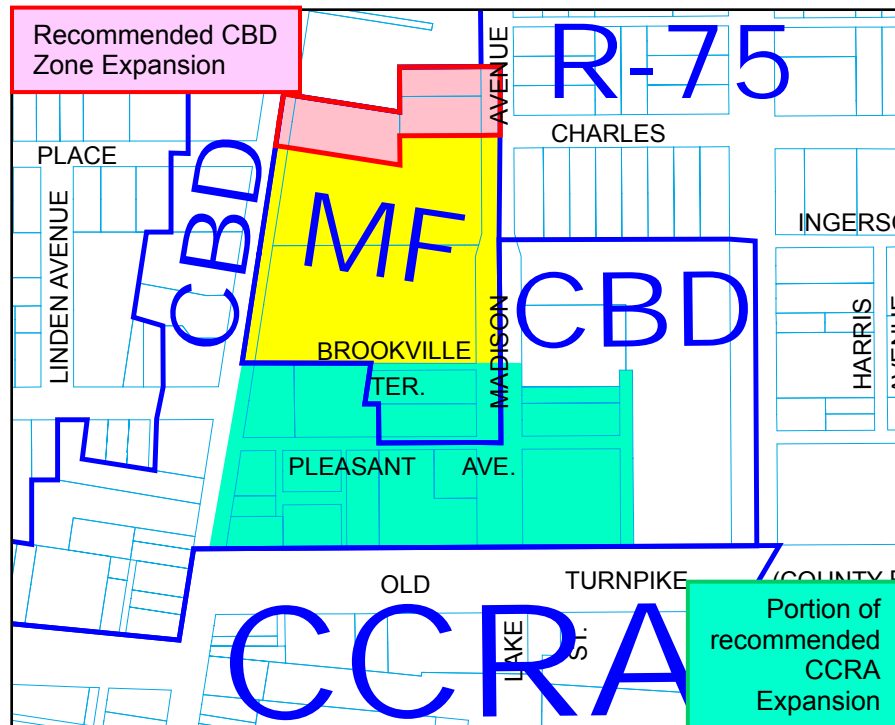 Recommended CBD
Zone Expansion
AVENUE
R-75
CHARLES
PLACE
CBD
MF
INGERSO
LINDEN AVENUE
CBD
MADISON
HARRIS
AVENUE
BROOKVILLE
TER.
PLEASANT AVE.
OLD TURNPIKE
CCRA
LAKE
ST.
Portion of
recommended
CCRA
Expansion